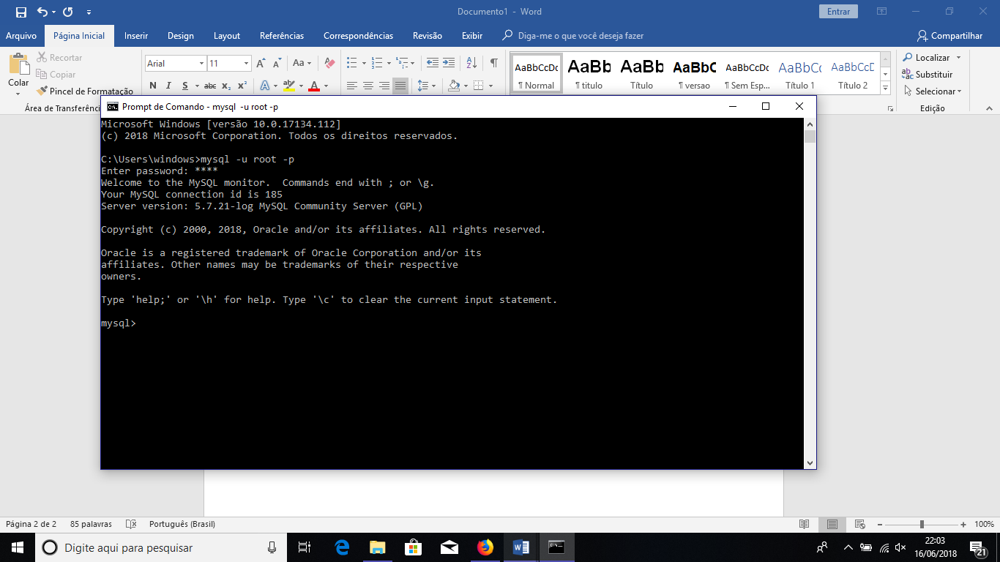 Documento1 - Word
Entrar
Arquivo
Página Inicial
Inserir
Design
Layout
Referências
Correspondências
Revisão
Exibir
Diga-me o que você deseja fazer
Compartilhar
Colar
Recortar
Copiar
Pincel de Formatação
Área de Transferênci
Arial
11
A A Aa
N I S abc x₂ x²
A ab A
AaBbCcDc
¶ Normal
AaBb
¶ titulo
AaBb
Título
AaBbC
¶ versao
AaBbCcDc
¶ Sem Esp...
AaBbCc
Título 1
AaBbCcD
Título 2
Localizar
Substituir
Selecionar
Edição
Prompt de Comando - mysql -u root -p
Microsoft Windows [versão 10.0.17134.112]
(c) 2018 Microsoft Corporation. Todos os direitos reservados.
C:\Users\windows>mysql -u root -p
Enter password: ****
Welcome to the MySQL monitor.  Commands end with ; or \g.
Your MySQL connection id is 185
Server version: 5.7.21-log MySQL Community Server (GPL)
Copyright (c) 2000, 2018, Oracle and/or its affiliates. All rights reserved.
Oracle is a registered trademark of Oracle Corporation and/or its
affiliates. Other names may be trademarks of their respective
owners.
Type 'help;' or '\h' for help. Type '\c' to clear the current input statement.
mysql>
Página 2 de 2
85 palavras
Português (Brasil)
100%
Digite aqui para pesquisar
22:03
16/06/2018
21